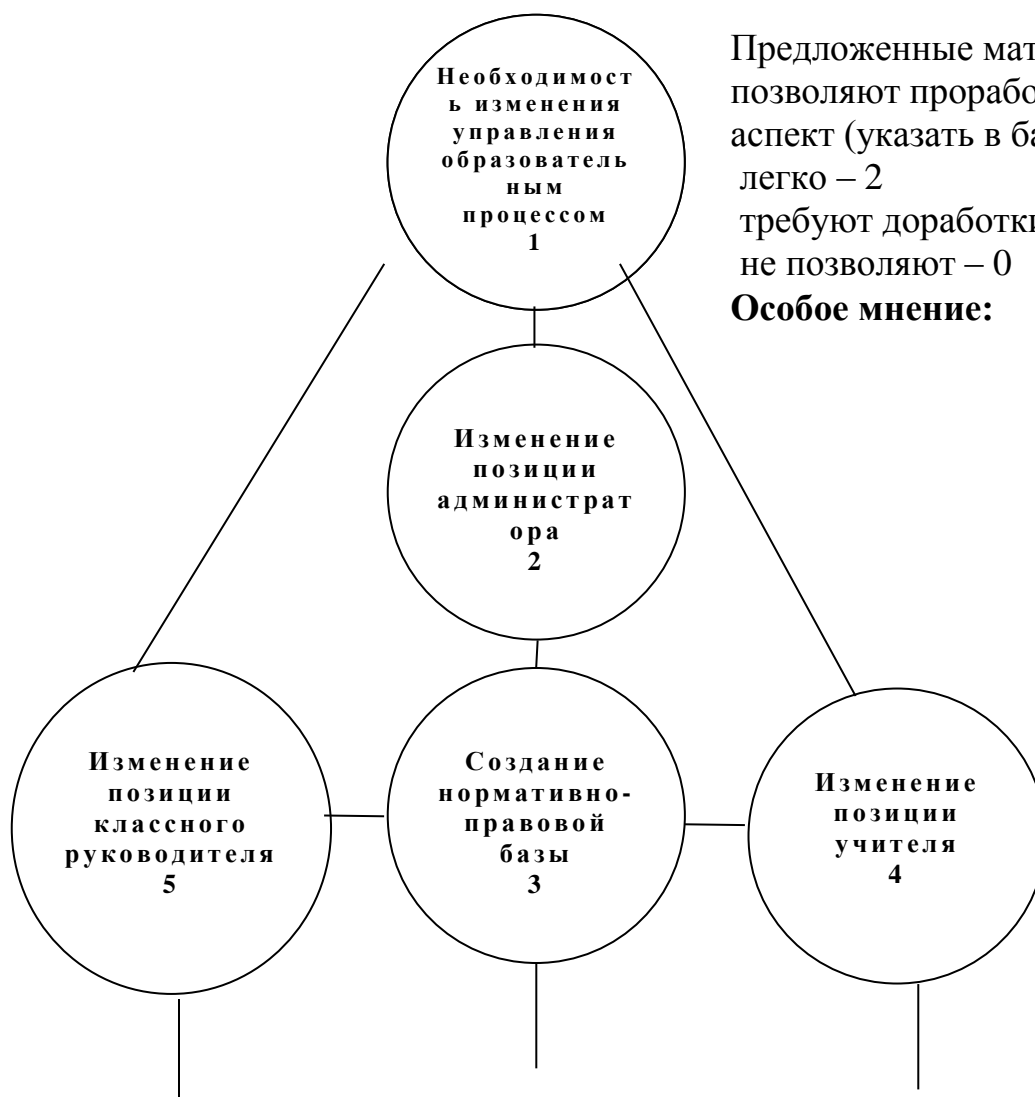 Необходимост
ь изменения
управления
образователь
ным
процессом
1
Предложенные мат
позволяют прорабо
аспект (указать в ба
легко – 2
требуют доработки
не позволяют – 0
Особое мнение:
Изменение
позиции
администрат
ора
2
Изменение
позиции
классного
руководителя
5
Создание
нормативно-
правовой
базы
3
Изменение
позиции
учителя
4